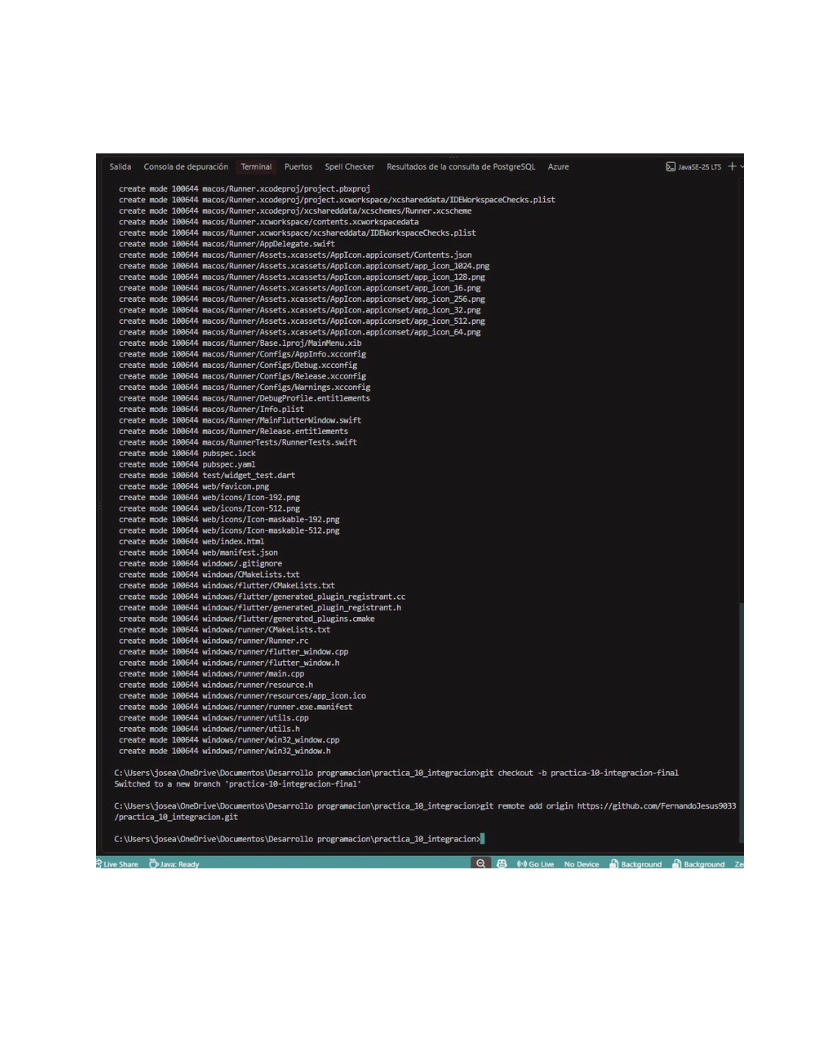 Salida Consola de depuración Terminal Puertos Spell Checker Resultados de la consulta de PostgreSQL Azure JavaSE-25 LTS
create mode 100644 macos/Runner.xcodeproj/project.pbxproj
create mode 100644 macos/Runner.xcodeproj/project.xcworkspace/xcshareddata/IDEWorkspaceChecks.plist
create mode 100644 macos/Runner.xcodeproj/xcshareddata/xcschemes/Runner.xcscheme
create mode 100644 macos/Runner.xcworkspace/contents.xcworkspacedata
create mode 100644 macos/Runner.xcworkspace/xcshareddata/IDEWorkspaceChecks.plist
create mode 100644 macos/Runner/AppDelegate.swift
create mode 100644 macos/Runner/Assets.xcassets/AppIcon.appiconset/Contents.json
create mode 100644 macos/Runner/Assets.xcassets/AppIcon.appiconset/app_icon_1024.png
create mode 100644 macos/Runner/Assets.xcassets/AppIcon.appiconset/app_icon_128.png
create mode 100644 macos/Runner/Assets.xcassets/AppIcon.appiconset/app_icon_16.png
create mode 100644 macos/Runner/Assets.xcassets/AppIcon.appiconset/app_icon_256.png
create mode 100644 macos/Runner/Assets.xcassets/AppIcon.appiconset/app_icon_32.png
create mode 100644 macos/Runner/Assets.xcassets/AppIcon.appiconset/app_icon_512.png
create mode 100644 macos/Runner/Assets.xcassets/AppIcon.appiconset/app_icon_64.png
create mode 100644 macos/Runner/Base.lproj/MainMenu.xib
create mode 100644 macos/Runner/Configs/AppInfo.xcconfig
create mode 100644 macos/Runner/Configs/Debug.xcconfig
create mode 100644 macos/Runner/Configs/Release.xcconfig
create mode 100644 macos/Runner/Configs/Warnings.xcconfig
create mode 100644 macos/Runner/DebugProfile.entitlements
create mode 100644 macos/Runner/Info.plist
create mode 100644 macos/Runner/MainFlutterWindow.swift
create mode 100644 macos/Runner/Release.entitlements
create mode 100644 macos/RunnerTests/RunnerTests.swift
create mode 100644 pubspec.lock
create mode 100644 pubspec.yaml
create mode 100644 test/widget_test.dart
create mode 100644 web/favicon.png
create mode 100644 web/icons/Icon-192.png
create mode 100644 web/icons/Icon-512.png
create mode 100644 web/icons/Icon-maskable-192.png
create mode 100644 web/icons/Icon-maskable-512.png
create mode 100644 web/index.html
create mode 100644 web/manifest.json
create mode 100644 windows/.gitignore
create mode 100644 windows/CMakeLists.txt
create mode 100644 windows/flutter/CMakeLists.txt
create mode 100644 windows/flutter/generated_plugin_registrant.cc
create mode 100644 windows/flutter/generated_plugin_registrant.h
create mode 100644 windows/flutter/generated_plugins.cmake
create mode 100644 windows/runner/CMakeLists.txt
create mode 100644 windows/runner/Runner.rc
create mode 100644 windows/runner/flutter_window.cpp
create mode 100644 windows/runner/flutter_window.h
create mode 100644 windows/runner/main.cpp
create mode 100644 windows/runner/resource.h
create mode 100644 windows/runner/resources/app_icon.ico
create mode 100644 windows/runner/runner.exe.manifest
create mode 100644 windows/runner/utils.cpp
create mode 100644 windows/runner/utils.h
create mode 100644 windows/runner/win32_window.cpp
create mode 100644 windows/runner/win32_window.h
C:\Users\josea\OneDrive\Documentos\Desarrollo programacion\practica_10_integracion>git checkout -b practica-10-integracion-final
Switched to a new branch 'practica-10-integracion-final'
C:\Users\josea\OneDrive\Documentos\Desarrollo programacion\practica_10_integracion>git remote add origin https://github.com/FernandoJesus9033
/practica_10_integracion.git
C:\Users\josea\OneDrive\Documentos\Desarrollo programacion\practica_10_integracion>
Live Share Java: Ready Go Live No Device Background Background Ze